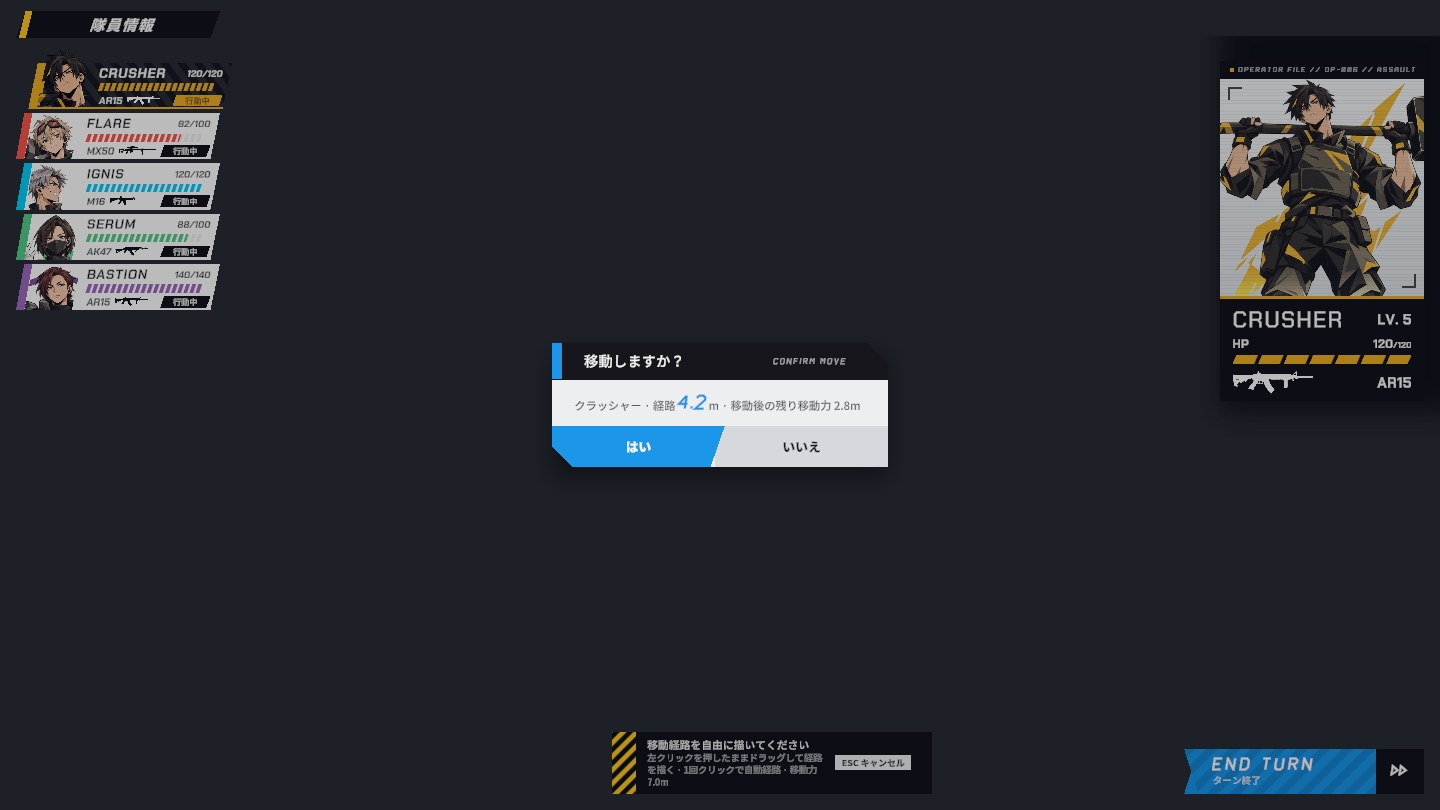 隊員情報
CRUSHER 120/120
AR15 行動中
FLARE 82/100
MX50 行動中
IGNIS 120/120
M16 行動中
SERUM 88/100
AK47 行動中
BASTION 140/140
AR15 行動中
OPERATOR FILE // OP-006 // ASSAULT
CRUSHER LV. 5
HP 120/120
AR15
移動しますか？ CONFIRM MOVE
クラッシャー・経路4.2m・移動後の残り移動力 2.8m
はい いいえ
移動経路を自由に描いてください
左クリックを押したままドラッグして経路
を描く・1回クリックで自動経路・移動力
7.0m
ESC キャンセル
END TURN
ターン終了